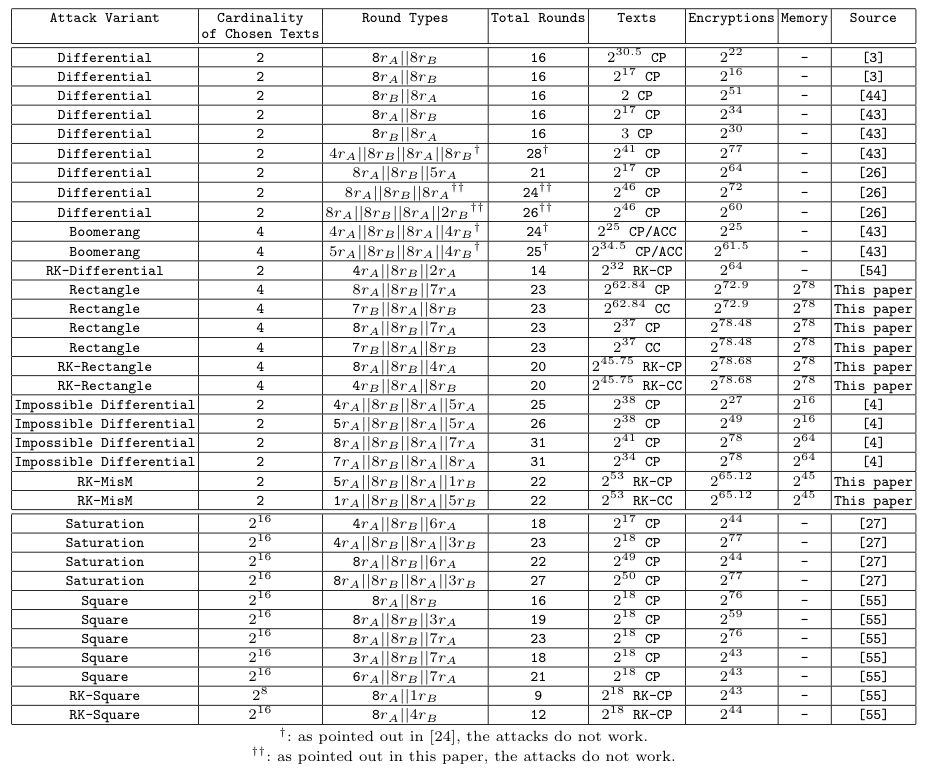 Attack Variant Cardinality of Chosen Texts Round Types Total Rounds Texts Encryptions Memory Source
Differential 2 8r_A||8r_B 16 2^30.5 CP 2^22 – [3]
Differential 2 8r_A||8r_B 16 2^17 CP 2^16 – [3]
Differential 2 8r_B||8r_A 16 2 CP 2^51 – [44]
Differential 2 8r_A||8r_B 16 2^17 CP 2^34 – [43]
Differential 2 8r_B||8r_A 16 3 CP 2^30 – [43]
Differential 2 4r_A||8r_B||8r_A||8r_B^† 28^† 2^41 CP 2^77 – [43]
Differential 2 8r_A||8r_B||5r_A 21 2^17 CP 2^64 – [26]
Differential 2 8r_A||8r_B||8r_A^†† 24^†† 2^46 CP 2^72 – [26]
Differential 2 8r_A||8r_B||8r_A||2r_B^†† 26^†† 2^46 CP 2^60 – [26]
Boomerang 4 4r_A||8r_B||8r_A||4r_B^† 24^† 2^25 CP/ACC 2^25 – [43]
Boomerang 4 5r_A||8r_B||8r_A||4r_B^† 25^† 2^34.5 CP/ACC 2^61.5 – [43]
RK-Differential 2 4r_A||8r_B||2r_A 14 2^32 RK-CP 2^64 – [54]
Rectangle 4 8r_A||8r_B||7r_A 23 2^62.84 CP 2^72.9 2^78 This paper
Rectangle 4 7r_B||8r_A||8r_B 23 2^62.84 CC 2^72.9 2^78 This paper
Rectangle 4 8r_A||8r_B||7r_A 23 2^37 CP 2^78.48 2^78 This paper
Rectangle 4 7r_B||8r_A||8r_B 23 2^37 CC 2^78.48 2^78 This paper
RK-Rectangle 4 8r_A||8r_B||4r_A 20 2^45.75 RK-CP 2^78.68 2^78 This paper
RK-Rectangle 4 4r_B||8r_A||8r_B 20 2^45.75 RK-CC 2^78.68 2^78 This paper
Impossible Differential 2 4r_A||8r_B||8r_A||5r_A 25 2^38 CP 2^27 2^16 [4]
Impossible Differential 2 5r_A||8r_B||8r_A||5r_A 26 2^38 CP 2^49 2^16 [4]
Impossible Differential 2 8r_A||8r_B||8r_A||7r_A 31 2^41 CP 2^78 2^64 [4]
Impossible Differential 2 7r_A||8r_B||8r_A||8r_A 31 2^34 CP 2^78 2^64 [4]
RK-MisM 2 5r_A||8r_B||8r_A||1r_B 22 2^53 RK-CP 2^65.12 2^45 This paper
RK-MisM 2 1r_A||8r_B||8r_A||5r_B 22 2^53 RK-CC 2^65.12 2^45 This paper
Saturation 2^16 4r_A||8r_B||6r_A 18 2^17 CP 2^44 – [27]
Saturation 2^16 4r_A||8r_B||8r_A||3r_B 23 2^18 CP 2^77 – [27]
Saturation 2^16 8r_A||8r_B||6r_A 22 2^49 CP 2^44 – [27]
Saturation 2^16 8r_A||8r_B||8r_A||3r_B 27 2^50 CP 2^77 – [27]
Square 2^16 8r_A||8r_B 16 2^18 CP 2^76 – [55]
Square 2^16 8r_A||8r_B||3r_A 19 2^18 CP 2^59 – [55]
Square 2^16 8r_A||8r_B||7r_A 23 2^18 CP 2^76 – [55]
Square 2^16 3r_A||8r_B||7r_A 18 2^18 CP 2^43 – [55]
Square 2^16 6r_A||8r_B||7r_A 21 2^18 CP 2^43 – [55]
RK-Square 2^8 8r_A||1r_B 9 2^18 RK-CP 2^43 – [55]
RK-Square 2^16 8r_A||4r_B 12 2^18 RK-CP 2^44 – [55]
†: as pointed out in [24], the attacks do not work.
††: as pointed out in this paper, the attacks do not work.